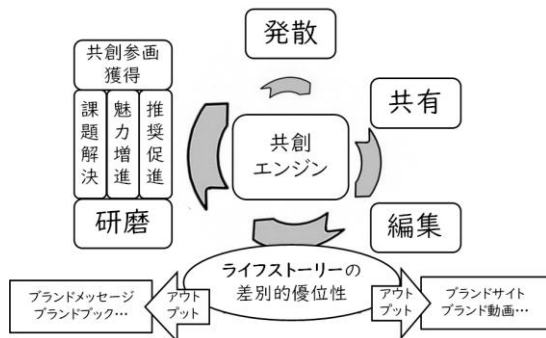 発散
共創参画
獲得
課題解決
魅力増進
推奨促進
研磨
共創
エンジン
共有
編集
ライフストーリーの
差別的優位性
アウト
プット
ブランドメッセージ
ブランドブック…
アウト
プット
ブランドサイト
ブランド動画…